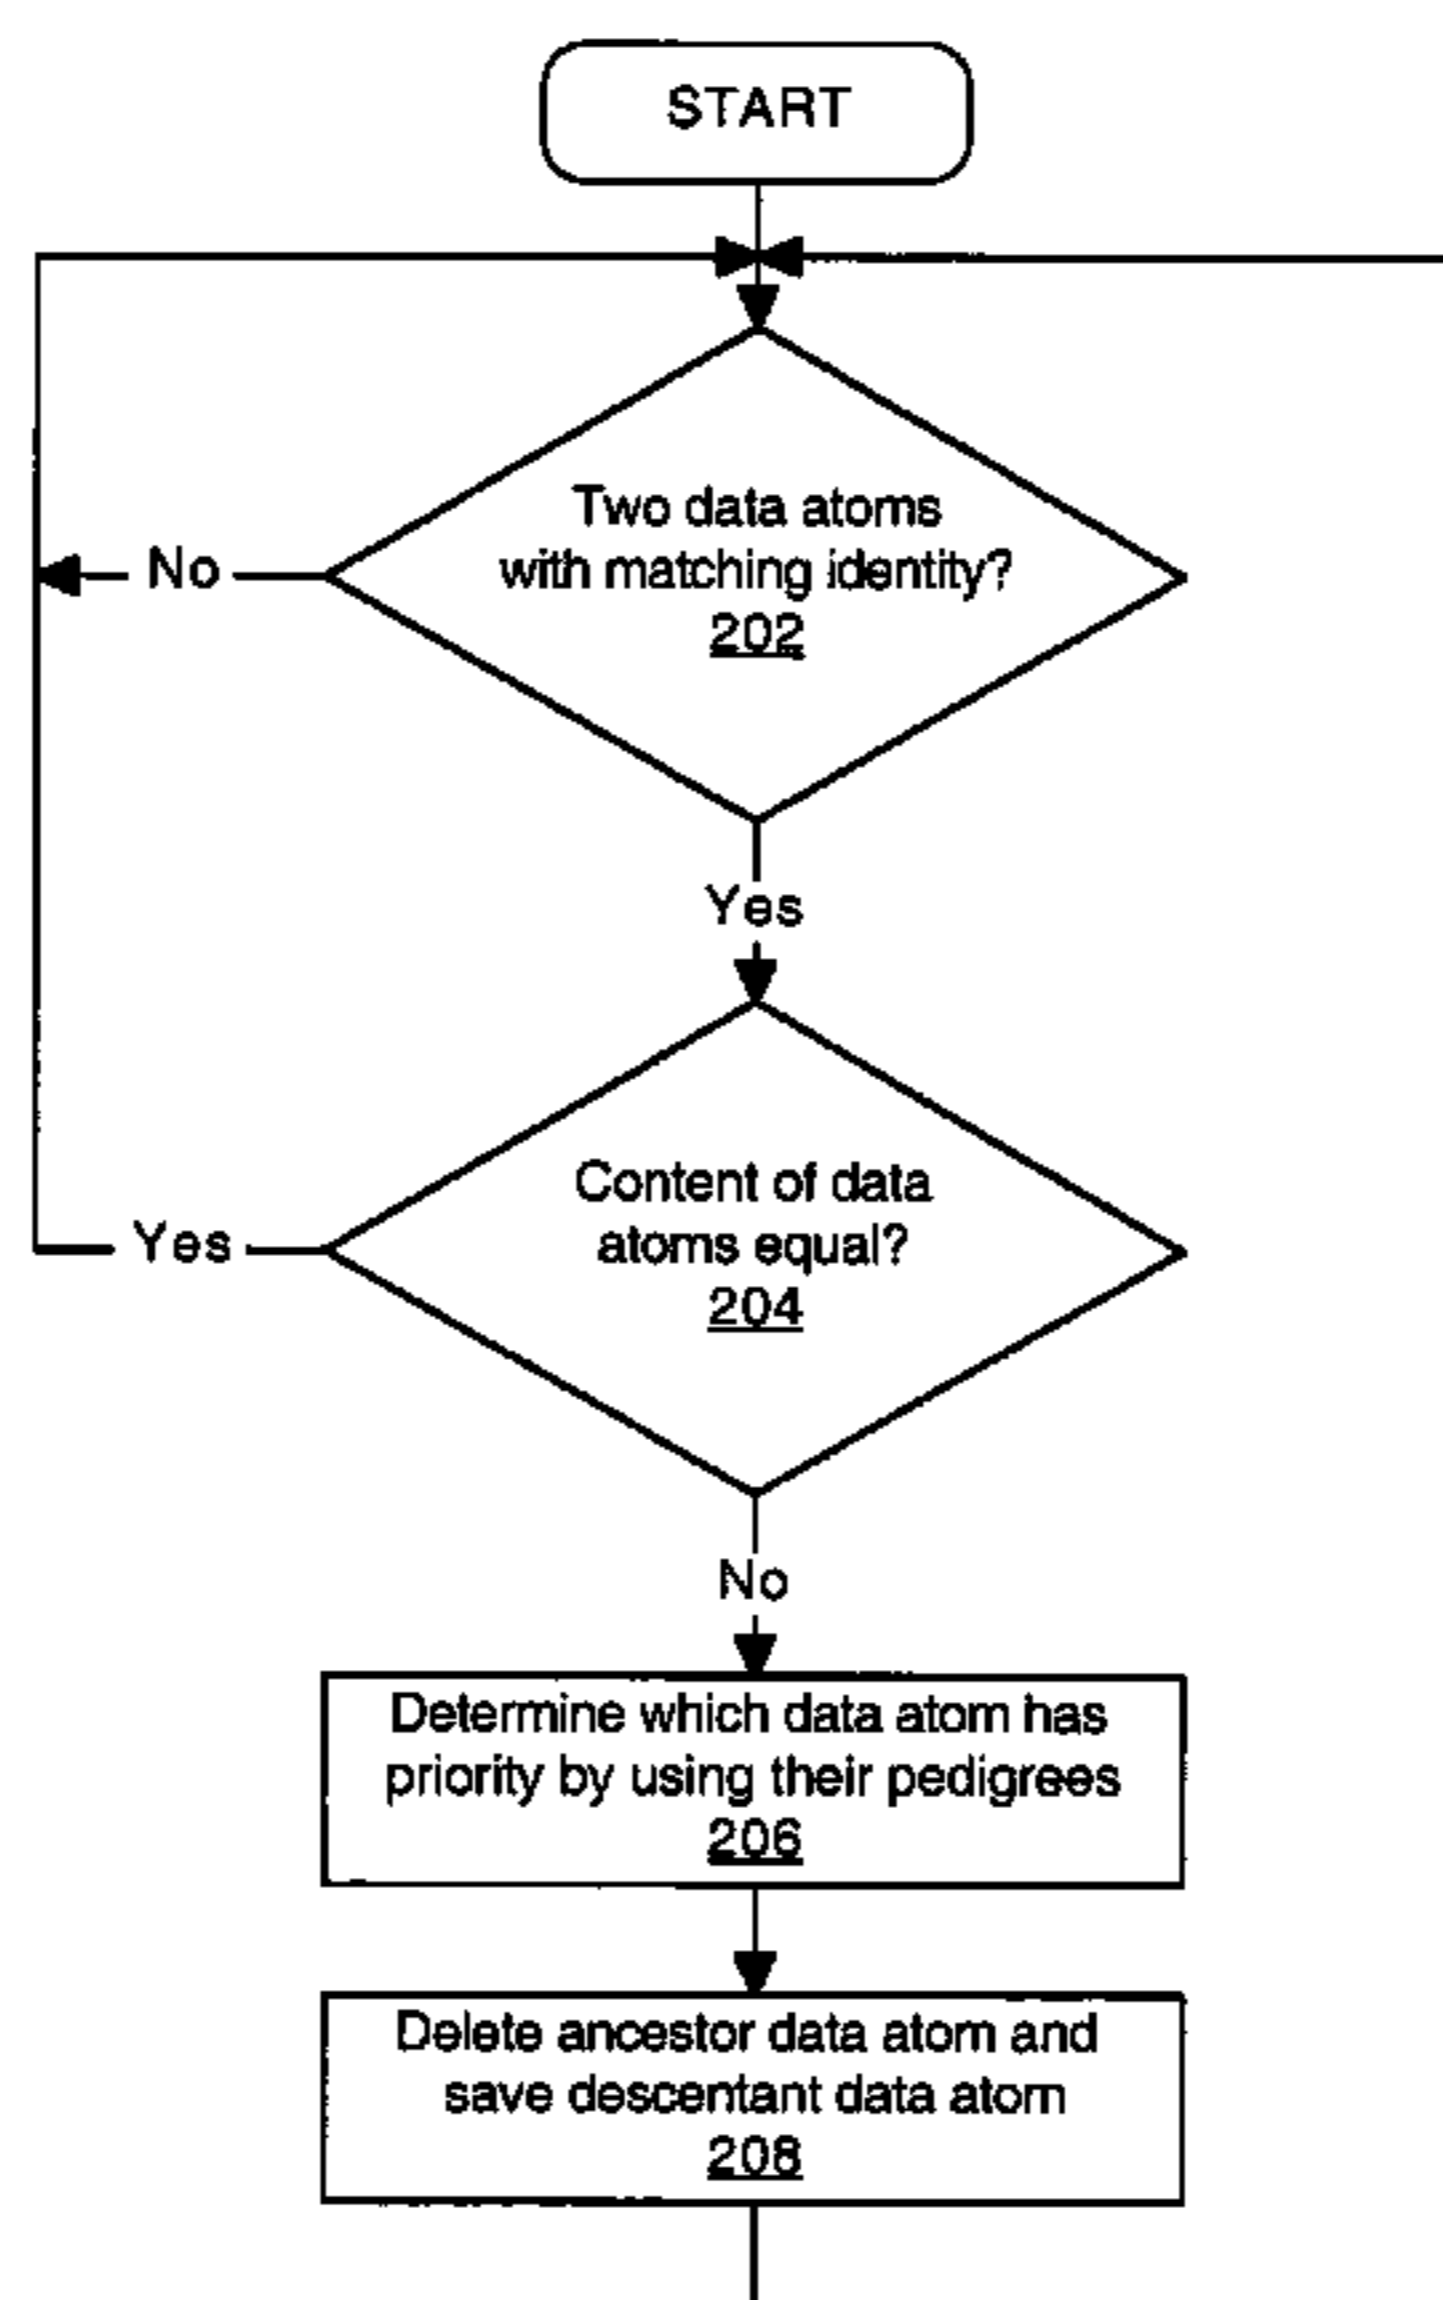 START
Two data atoms
with matching identity?
202
No
Yes
Content of data
atoms equal?
204
Yes
No
Determine which data atom has
priority by using their pedigrees
206
Delete ancestor data atom and
save descentant data atom
208